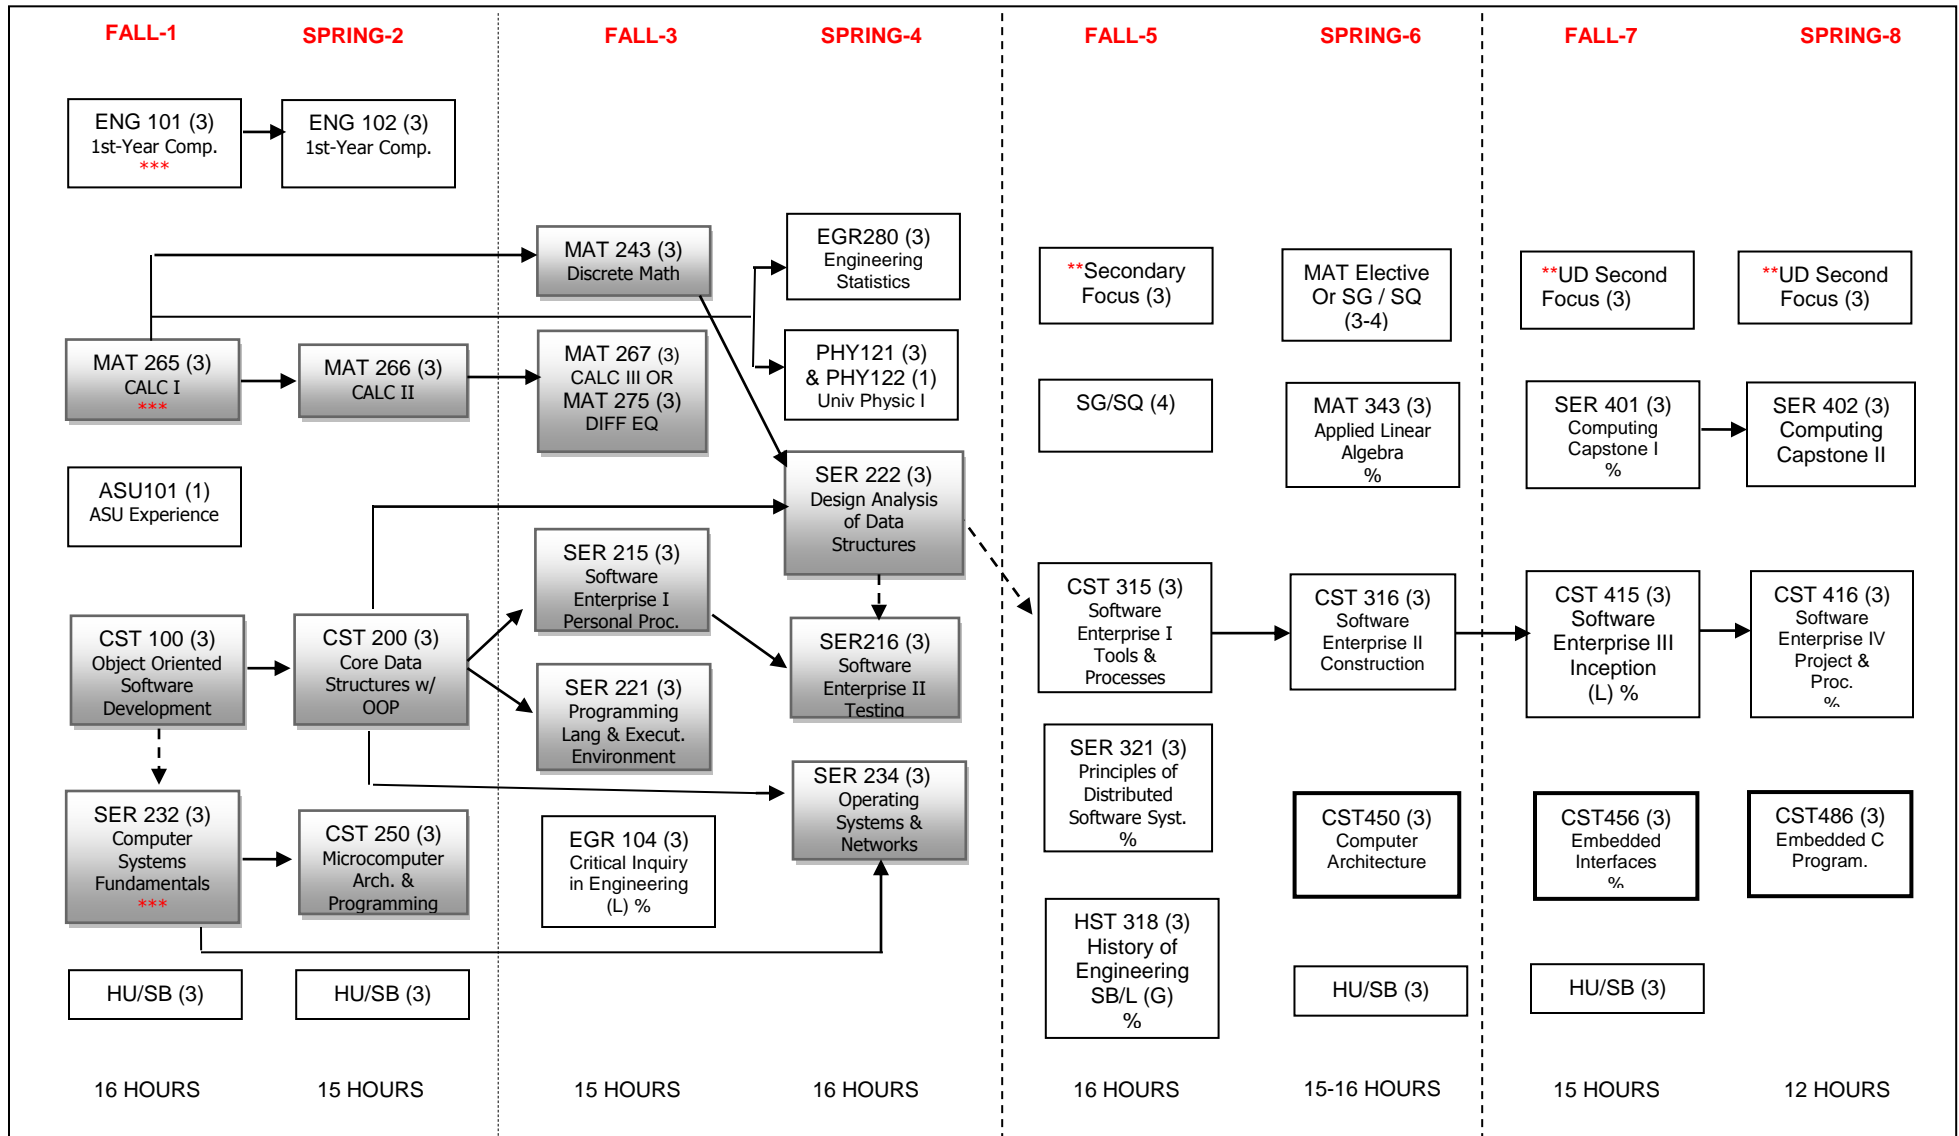 FALL-1
SPRING-2
FALL-3
SPRING-4
FALL-5
SPRING-6
FALL-7
SPRING-8
ENG 101 (3)
1st-Year Comp.
***
ENG 102 (3)
1st-Year Comp.
MAT 243 (3)
Discrete Math
EGR280 (3)
Engineering
Statistics
**Secondary
Focus (3)
MAT Elective
Or SG / SQ
(3-4)
**UD Second
Focus (3)
**UD Second
Focus (3)
MAT 265 (3)
CALC I
***
MAT 266 (3)
CALC II
MAT 267 (3)
CALC III OR
MAT 275 (3)
DIFF EQ
PHY121 (3)
& PHY122 (1)
Univ Physic I
SG/SQ (4)
MAT 343 (3)
Applied Linear
Algebra
%
SER 401 (3)
Computing
Capstone I
%
SER 402 (3)
Computing
Capstone II
ASU101 (1)
ASU Experience
SER 222 (3)
Design Analysis
of Data
Structures
SER 215 (3)
Software
Enterprise I
Personal Proc.
CST 100 (3)
Object Oriented
Software
Development
CST 200 (3)
Core Data
Structures w/
OOP
SER 221 (3)
Programming
Lang & Execut.
Environment
SER216 (3)
Software
Enterprise II
Testing
CST 315 (3)
Software
Enterprise I
Tools &
Processes
CST 316 (3)
Software
Enterprise II
Construction
CST 415 (3)
Software
Enterprise III
Inception
(L) %
CST 416 (3)
Software
Enterprise IV
Project &
Proc.
%
SER 232 (3)
Computer
Systems
Fundamentals
***
CST 250 (3)
Microcomputer
Arch. &
Programming
EGR 104 (3)
Critical Inquiry
in Engineering
(L) %
SER 234 (3)
Operating
Systems &
Networks
SER 321 (3)
Principles of
Distributed
Software Syst.
%
CST450 (3)
Computer
Architecture
CST456 (3)
Embedded
Interfaces
%
CST486 (3)
Embedded C
Program.
HU/SB (3)
HU/SB (3)
HST 318 (3)
History of
Engineering
SB/L (G)
%
HU/SB (3)
HU/SB (3)
16 HOURS
15 HOURS
15 HOURS
16 HOURS
16 HOURS
15-16 HOURS
15 HOURS
12 HOURS